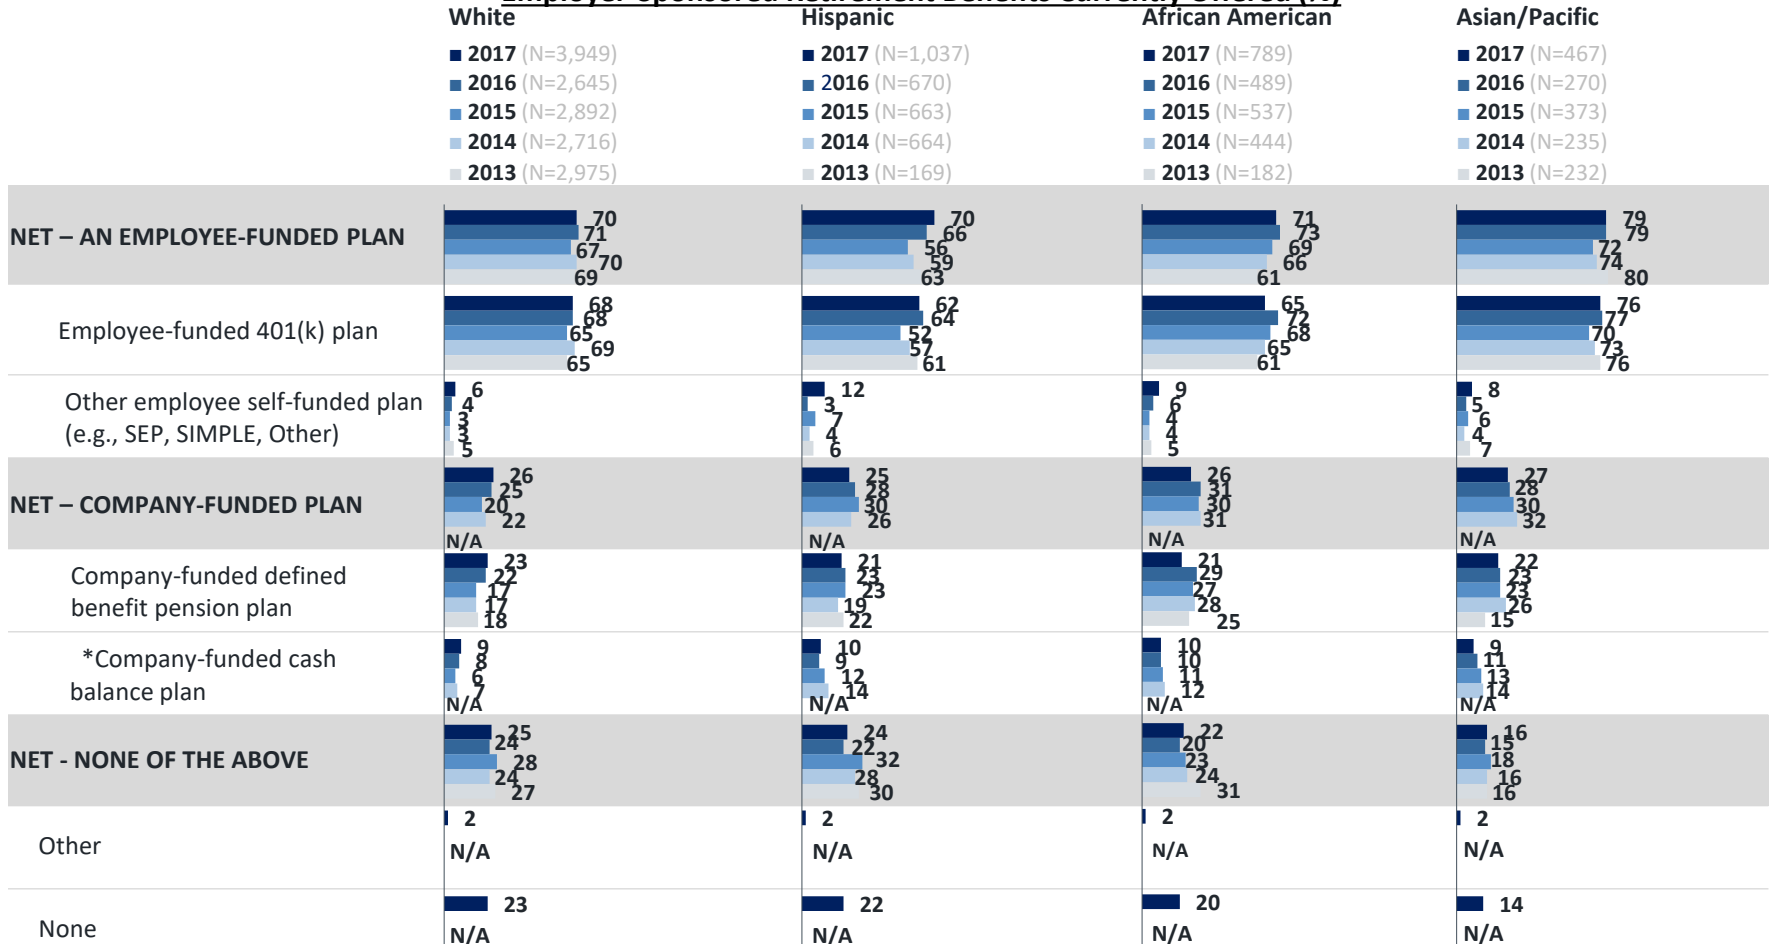 Employer-Sponsored Retirement Benefits Currently Offered (%)
White Hispanic African American Asian/Pacific
2017 (N=3,949) 2017 (N=1,037) 2017 (N=789) 2017 (N=467)
2016 (N=2,645) 2016 (N=670) 2016 (N=489) 2016 (N=270)
2015 (N=2,892) 2015 (N=663) 2015 (N=537) 2015 (N=373)
2014 (N=2,716) 2014 (N=664) 2014 (N=444) 2014 (N=235)
2013 (N=2,975) 2013 (N=169) 2013 (N=182) 2013 (N=232)
NET – AN EMPLOYEE-FUNDED PLAN
70 70 71 79
71 66 73 79
67 56 69 72
70 59 66 74
69 63 61 80
Employee-funded 401(k) plan
68 62 65 76
68 64 72 77
65 52 68 70
69 57 65 73
65 61 61 76
Other employee self-funded plan
(e.g., SEP, SIMPLE, Other)
6 12 9 8
4 3 6 5
3 7 4 6
3 4 4 4
5 6 5 7
NET – COMPANY-FUNDED PLAN
26 25 26 27
25 28 31 28
20 30 30 30
22 26 31 32
N/A N/A N/A N/A
Company-funded defined
benefit pension plan
23 21 21 22
22 23 29 23
17 23 27 23
17 19 28 26
18 22 25 15
*Company-funded cash
balance plan
9 10 10 9
8 9 10 11
6 12 11 13
7 14 12 14
N/A N/A N/A N/A
NET - NONE OF THE ABOVE
25 24 22 16
24 22 20 15
28 32 23 18
24 28 24 16
27 30 31 16
Other
2 2 2 2
N/A N/A N/A N/A
None
23 22 20 14
N/A N/A N/A N/A